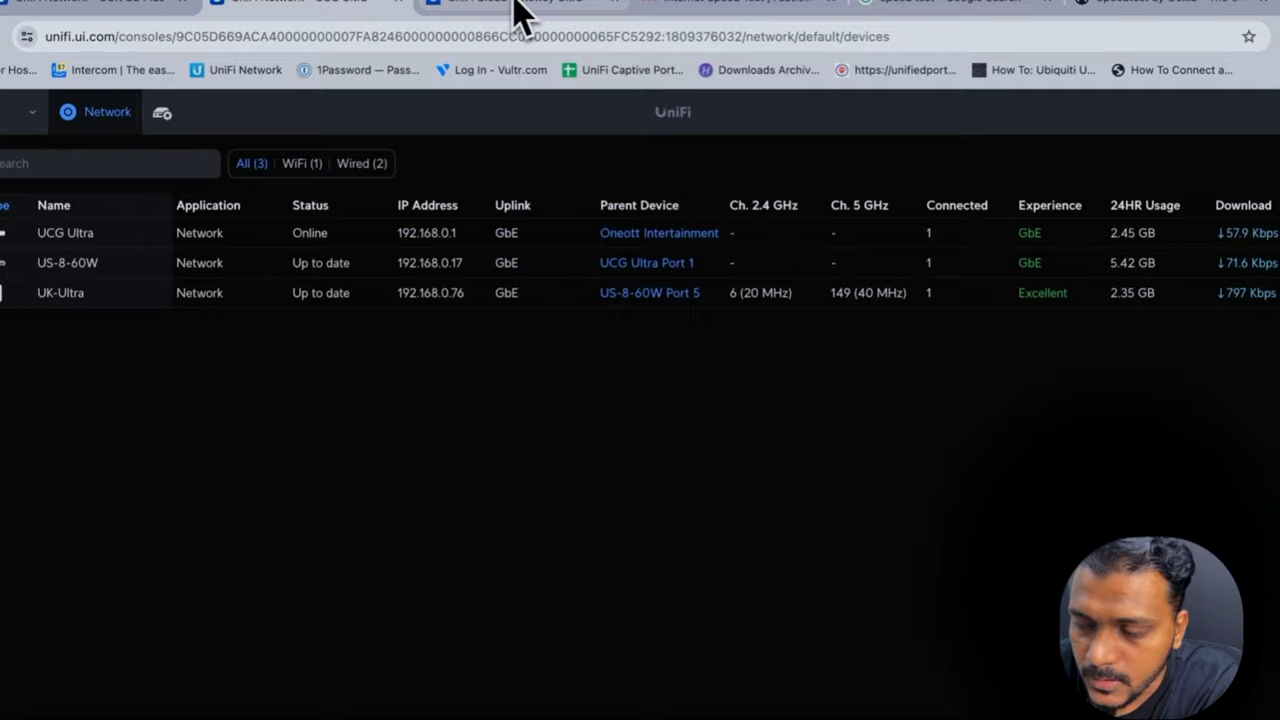 unifi.ui.com/consoles/9C05D669ACA40000000007FA8246000000000866CC0000000000065FC5292:1809376032/network/default/devices
r Hos... Intercom | The eas... UniFi Network 1Password — Pass... Log In - Vultr.com UniFi Captive Port... Downloads Archiv... https://unifiedport... How To: Ubiquiti U... How To Connect a...
Network UniFi
earch All (3) WiFi (1) Wired (2)
pe Name Application Status IP Address Uplink Parent Device Ch. 2.4 GHz Ch. 5 GHz Connected Experience 24HR Usage Download
UCG Ultra Network Online 192.168.0.1 GbE Oneott Intertainment - - 1 GbE 2.45 GB ↓57.9 Kbps
US-8-60W Network Up to date 192.168.0.17 GbE UCG Ultra Port 1 - - 1 GbE 5.42 GB ↓71.6 Kbps
UK-Ultra Network Up to date 192.168.0.76 GbE US-8-60W Port 5 6 (20 MHz) 149 (40 MHz) 1 Excellent 2.35 GB ↓797 Kbps